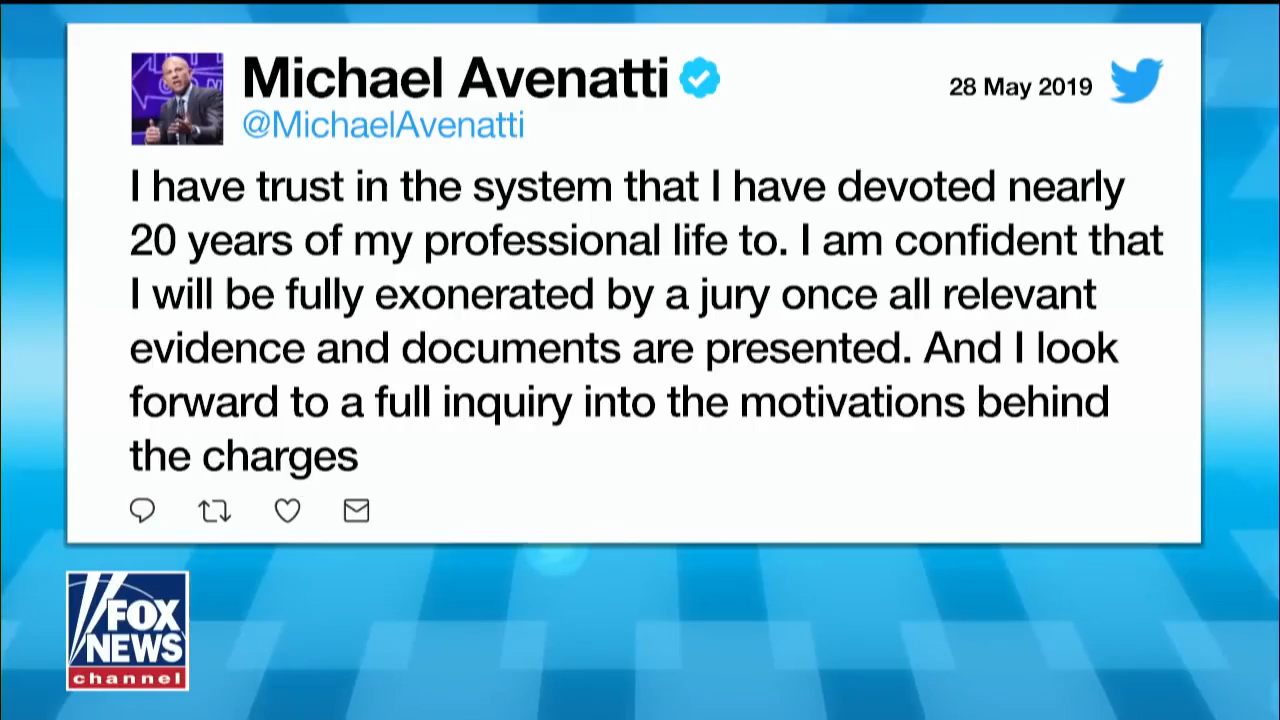 Michael Avenatti
@MichaelAvenatti
28 May 2019
I have trust in the system that I have devoted nearly
20 years of my professional life to. I am confident that
I will be fully exonerated by a jury once all relevant
evidence and documents are presented. And I look
forward to a full inquiry into the motivations behind
the charges
FOX
NEWS
channel